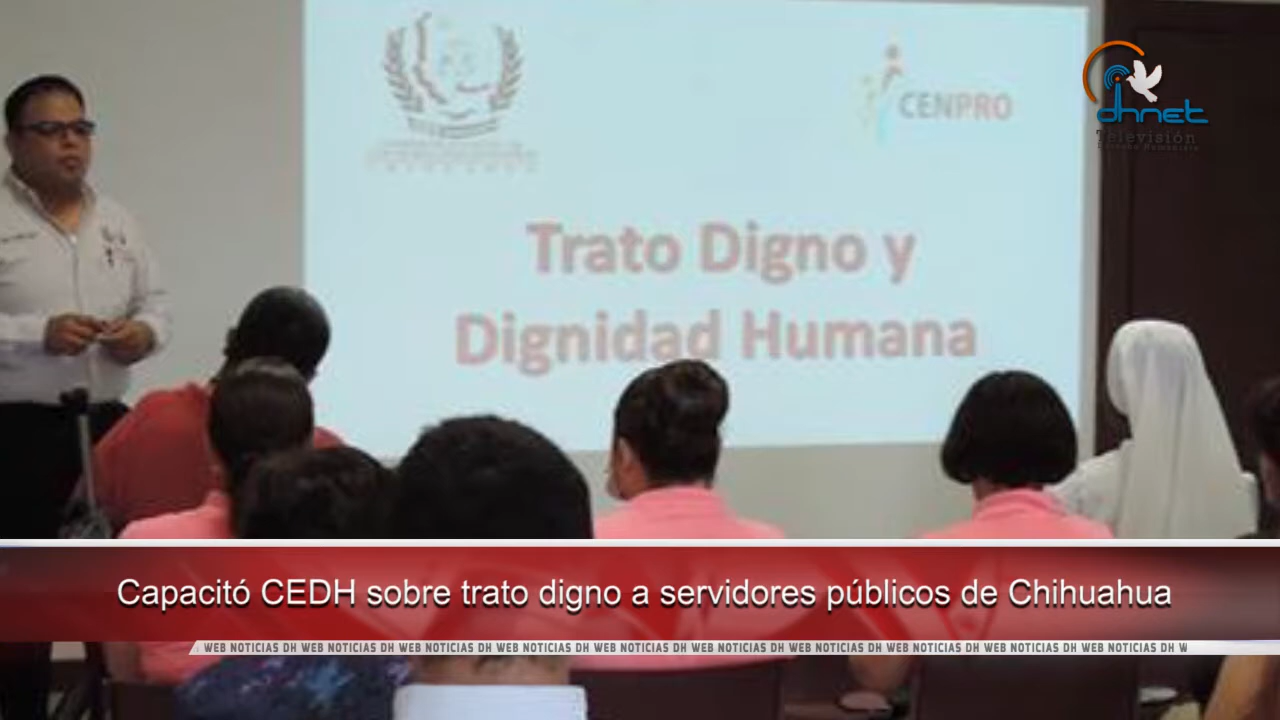 CENPRO
dhnet
Televisión
Trato Digno y
Dignidad Humana
Capacitó CEDH sobre trato digno a servidores públicos de Chihuahua
WEB NOTICIAS DH WEB NOTICIAS DH WEB NOTICIAS DH WEB NOTICIAS DH WEB NOTICIAS DH WEB NOTICIAS DH WEB NOTICIAS DH WEB NOTICIAS DH WEB NOTICIAS DH WEB NOTICIAS DH W